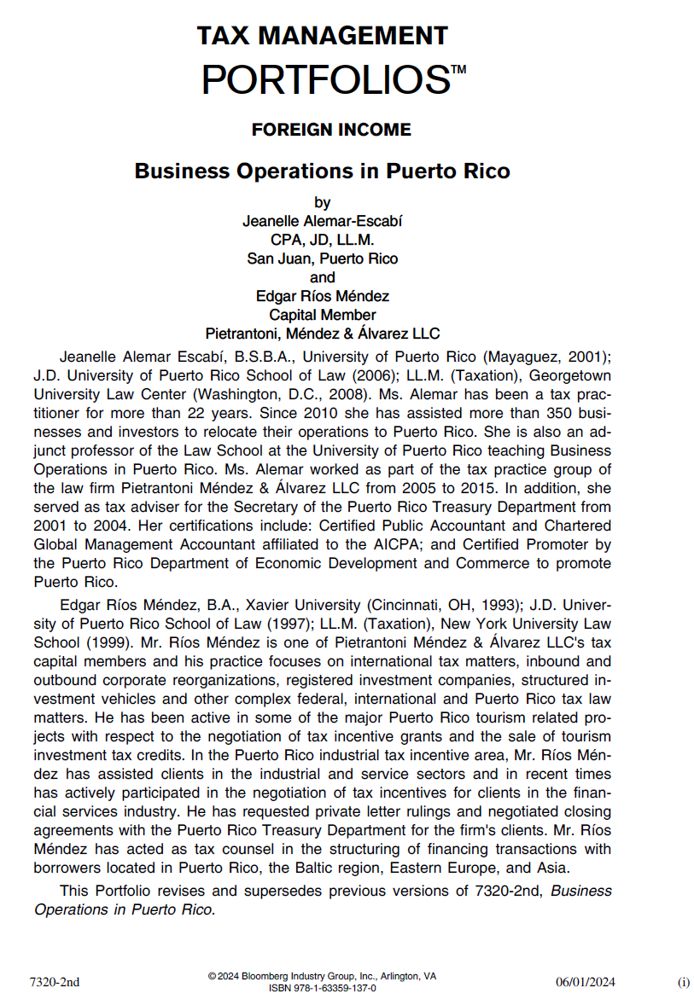 TAX MANAGEMENT
PORTFOLIOS™
FOREIGN INCOME
Business Operations in Puerto Rico
by
Jeanelle Alemar-Escabí
CPA, JD, LL.M.
San Juan, Puerto Rico
and
Edgar Ríos Méndez
Capital Member
Pietrantoni, Méndez & Álvarez LLC
Jeanelle Alemar Escabí, B.S.B.A., University of Puerto Rico (Mayaguez, 2001);
J.D. University of Puerto Rico School of Law (2006); LL.M. (Taxation), Georgetown
University Law Center (Washington, D.C., 2008). Ms. Alemar has been a tax prac-
titioner for more than 22 years. Since 2010 she has assisted more than 350 busi-
nesses and investors to relocate their operations to Puerto Rico. She is also an ad-
junct professor of the Law School at the University of Puerto Rico teaching Business
Operations in Puerto Rico. Ms. Alemar worked as part of the tax practice group of
the law firm Pietrantoni Méndez & Álvarez LLC from 2005 to 2015. In addition, she
served as tax adviser for the Secretary of the Puerto Rico Treasury Department from
2001 to 2004. Her certifications include: Certified Public Accountant and Chartered
Global Management Accountant affiliated to the AICPA; and Certified Promoter by
the Puerto Rico Department of Economic Development and Commerce to promote
Puerto Rico.
Edgar Ríos Méndez, B.A., Xavier University (Cincinnati, OH, 1993); J.D. Univer-
sity of Puerto Rico School of Law (1997); LL.M. (Taxation), New York University Law
School (1999). Mr. Ríos Méndez is one of Pietrantoni Méndez & Álvarez LLC's tax
capital members and his practice focuses on international tax matters, inbound and
outbound corporate reorganizations, registered investment companies, structured in-
vestment vehicles and other complex federal, international and Puerto Rico tax law
matters. He has been active in some of the major Puerto Rico tourism related pro-
jects with respect to the negotiation of tax incentive grants and the sale of tourism
investment tax credits. In the Puerto Rico industrial tax incentive area, Mr. Ríos Mén-
dez has assisted clients in the industrial and service sectors and in recent times
has actively participated in the negotiation of tax incentives for clients in the finan-
cial services industry. He has requested private letter rulings and negotiated closing
agreements with the Puerto Rico Treasury Department for the firm's clients. Mr. Ríos
Méndez has acted as tax counsel in the structuring of financing transactions with
borrowers located in Puerto Rico, the Baltic region, Eastern Europe, and Asia.
This Portfolio revises and supersedes previous versions of 7320-2nd, Business
Operations in Puerto Rico.
7320-2nd
© 2024 Bloomberg Industry Group, Inc., Arlington, VA
ISBN 978-1-63359-137-0
06/01/2024
(i)